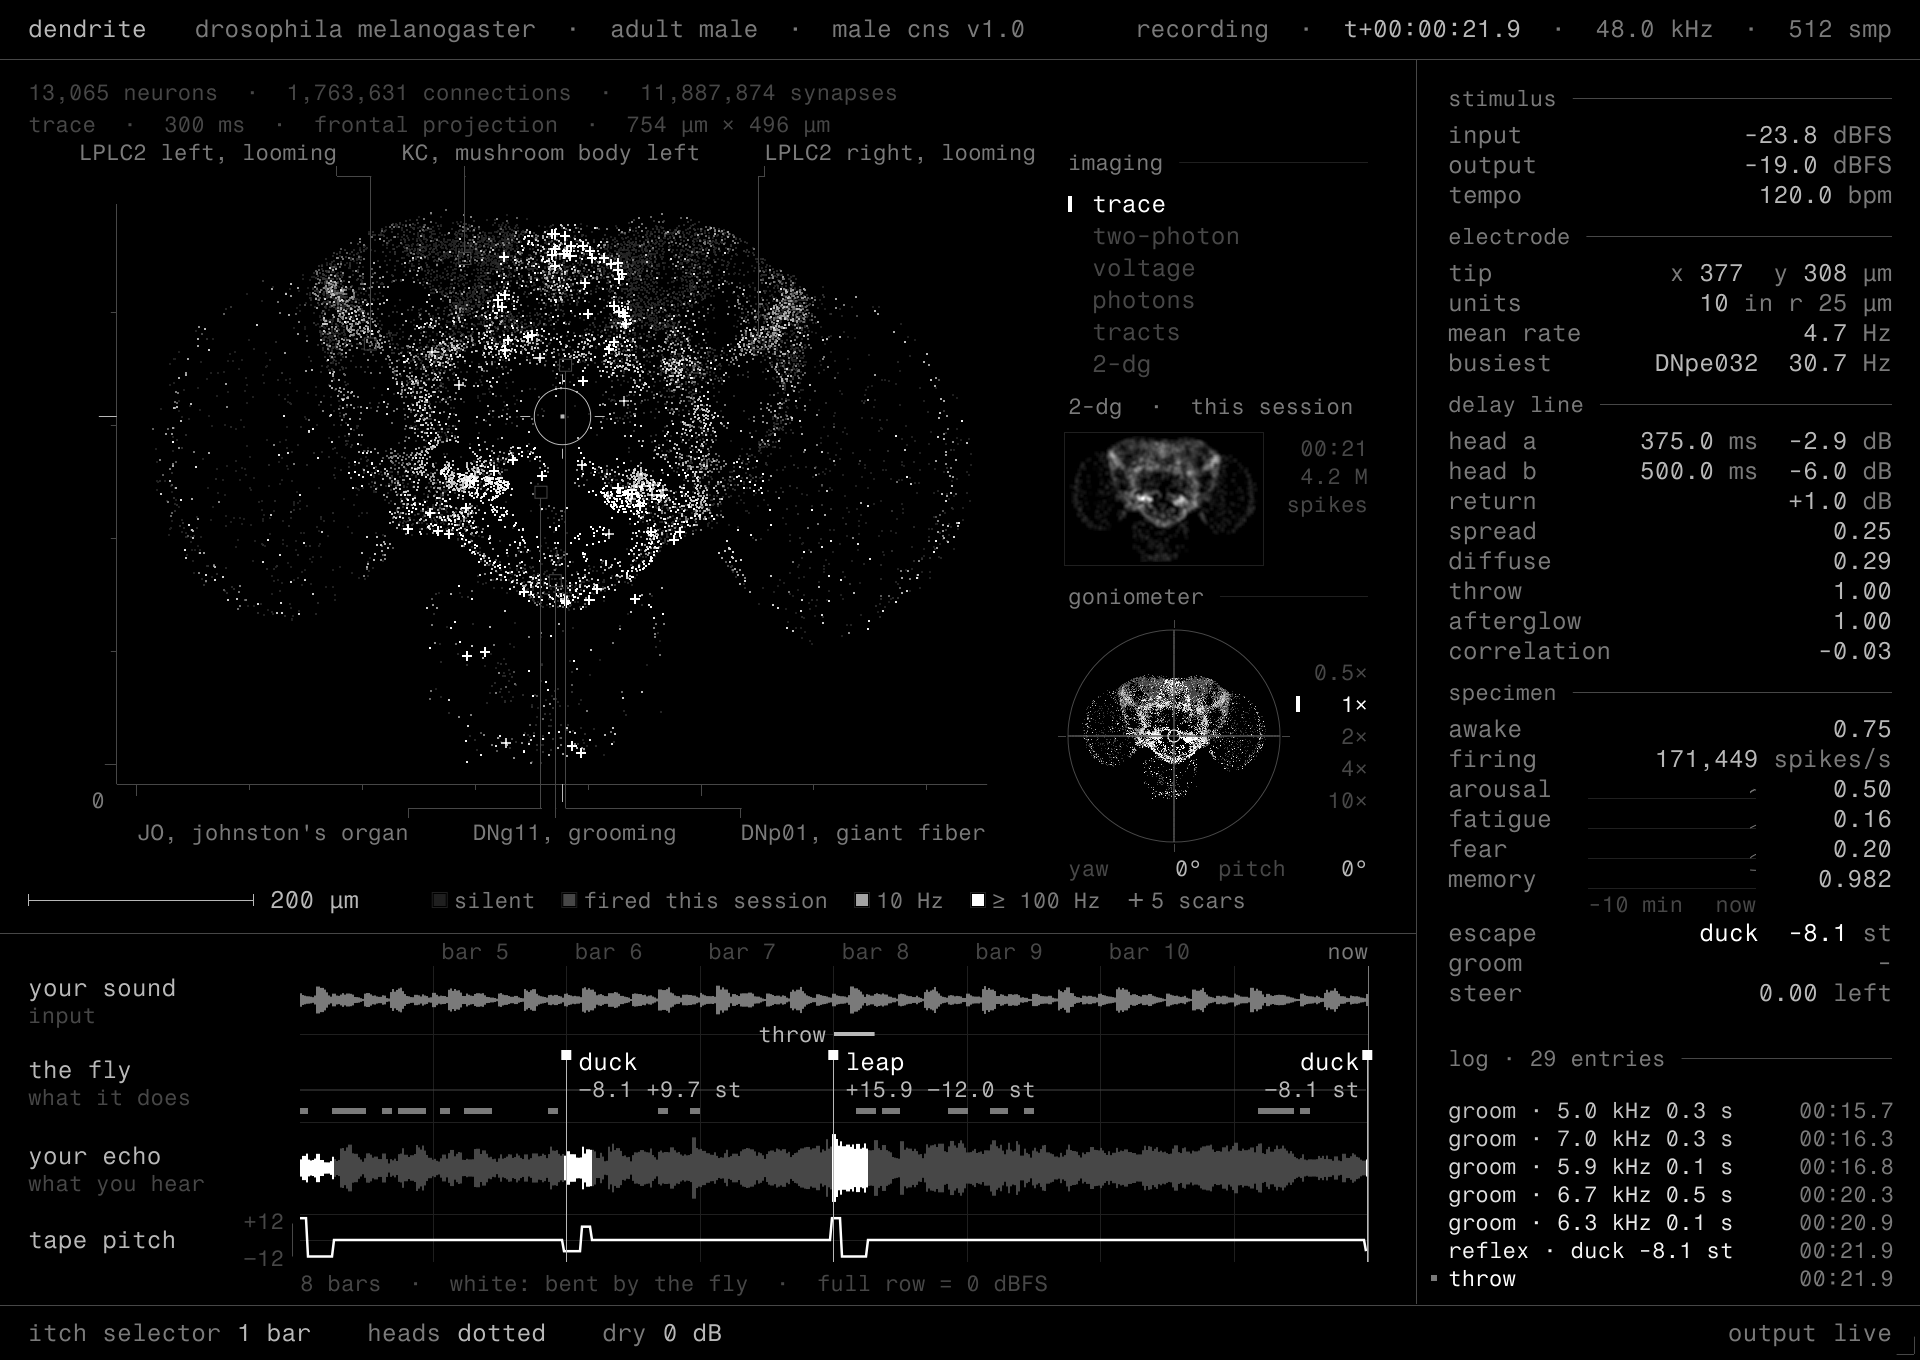 dendrite drosophila melanogaster · adult male · male cns v1.0 recording · t+00:00:21.9 · 48.0 kHz · 512 smp
13,065 neurons · 1,763,631 connections · 11,887,874 synapses
trace · 300 ms · frontal projection · 754 µm × 496 µm
LPLC2 left, looming KC, mushroom body left LPLC2 right, looming
0
JO, johnston's organ DNg11, grooming DNp01, giant fiber
200 µm silent fired this session 10 Hz ≥ 100 Hz +5 scars
imaging
trace
two-photon
voltage
photons
tracts
2-dg
2-dg · this session
00:21
4.2 M
spikes
goniometer
0.5×
1×
2×
4×
10×
yaw 0° pitch 0°
stimulus
input -23.8 dBFS
output -19.0 dBFS
tempo 120.0 bpm
electrode
tip x 377 y 308 µm
units 10 in r 25 µm
mean rate 4.7 Hz
busiest DNpe032 30.7 Hz
delay line
head a 375.0 ms -2.9 dB
head b 500.0 ms -6.0 dB
return +1.0 dB
spread 0.25
diffuse 0.29
throw 1.00
afterglow 1.00
correlation -0.03
specimen
awake 0.75
firing 171,449 spikes/s
arousal 0.50
fatigue 0.16
fear 0.20
memory 0.982
-10 min now
escape duck -8.1 st
groom -
steer 0.00 left
log · 29 entries
groom · 5.0 kHz 0.3 s 00:15.7
groom · 7.0 kHz 0.3 s 00:16.3
groom · 5.9 kHz 0.1 s 00:16.8
groom · 6.7 kHz 0.5 s 00:20.3
groom · 6.3 kHz 0.1 s 00:20.9
reflex · duck -8.1 st 00:21.9
throw 00:21.9
bar 5 bar 6 bar 7 bar 8 bar 9 bar 10 now
your sound
input
throw
the fly
what it does
duck
-8.1 +9.7 st
leap
+15.9 -12.0 st
duck
-8.1 st
your echo
what you hear
tape pitch
+12
-12
8 bars · white: bent by the fly · full row = 0 dBFS
itch selector 1 bar heads dotted dry 0 dB output live